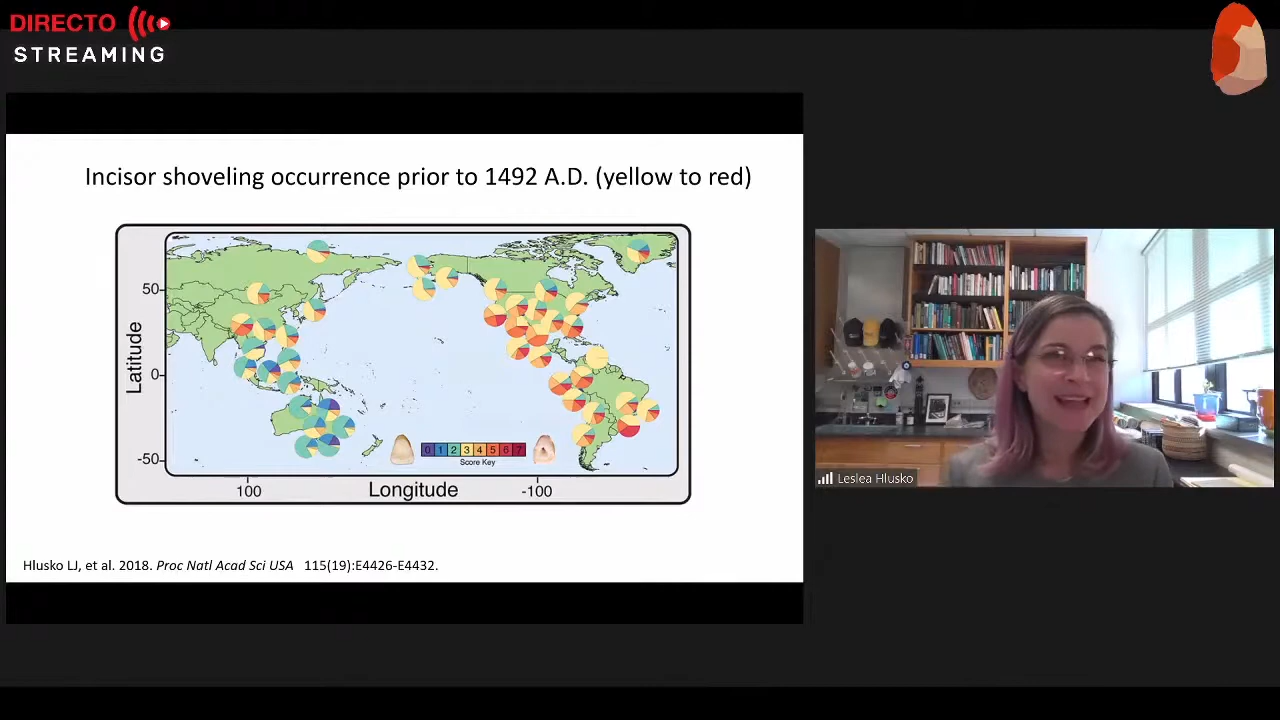 DIRECTO
STREAMING
Incisor shoveling occurrence prior to 1492 A.D. (yellow to red)
Latitude
50
0
-50
0 1 2 3 4 5 6 7
Score Key
100
Longitude
-100
Hlusko LJ, et al. 2018. Proc Natl Acad Sci USA 115(19):E4426-E4432.
Leslea Hlusko